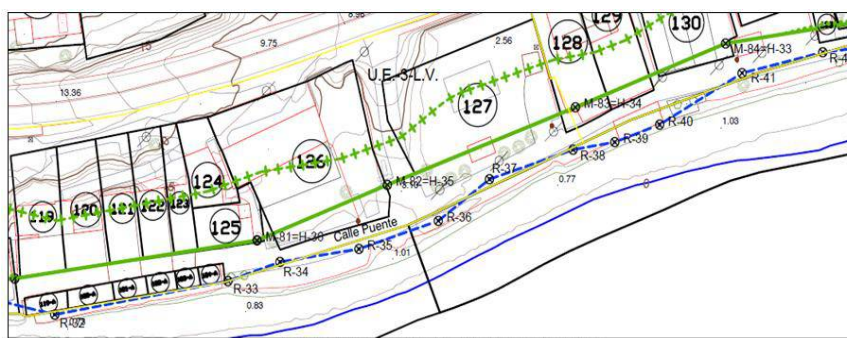 8.96
9.75
2.56
129
130
128
M-84=H-33
15
U.E.-3-L.V.
R-4
R-41
13.36
127
M-83=H-34
1.03
R-40
R-39
R-38
126
124
M-82=H-35
R-37
0.77
119
120
121
122
123
125
Calle Puente
R-36
M-81=H-36
R-35
1.01
R-34
R-33
0.83
R-32